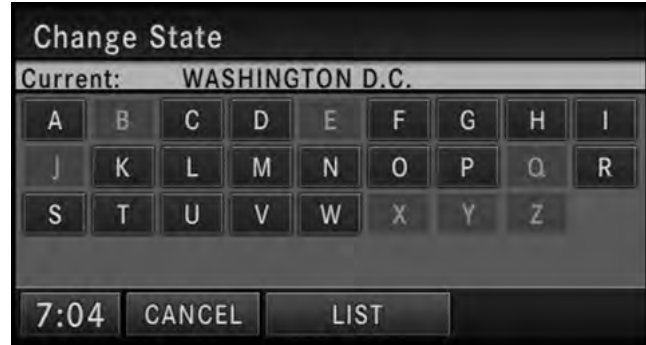 Change State
Current: WASHINGTON D.C.
A B C D E F G H I
J K L M N O P Q R
S T U V W X Y Z
7:04 CANCEL LIST